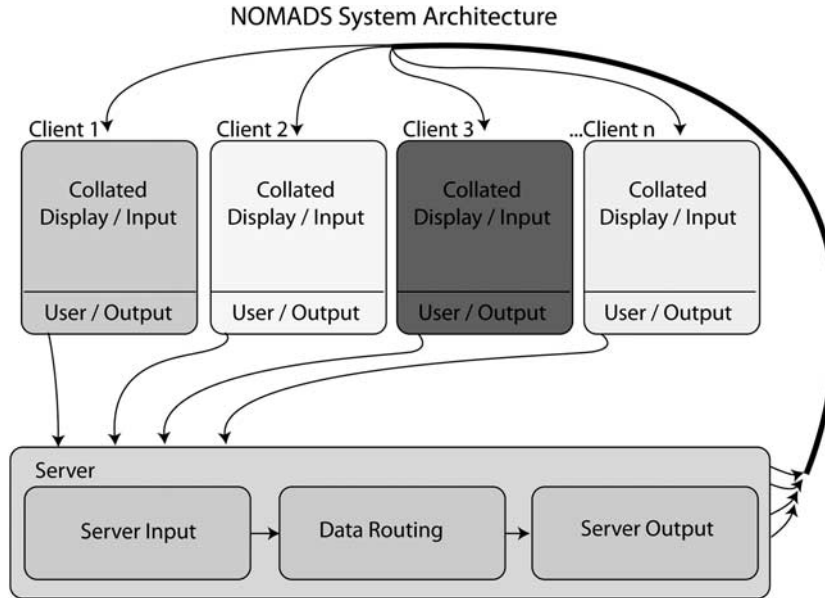 NOMADS System Architecture
Client 1
Client 2
Client 3
...Client n
Collated
Display / Input
User / Output
Collated
Display / Input
User / Output
Collated
Display / Input
User / Output
Collated
Display / Input
User / Output
Server
Server Input
Data Routing
Server Output